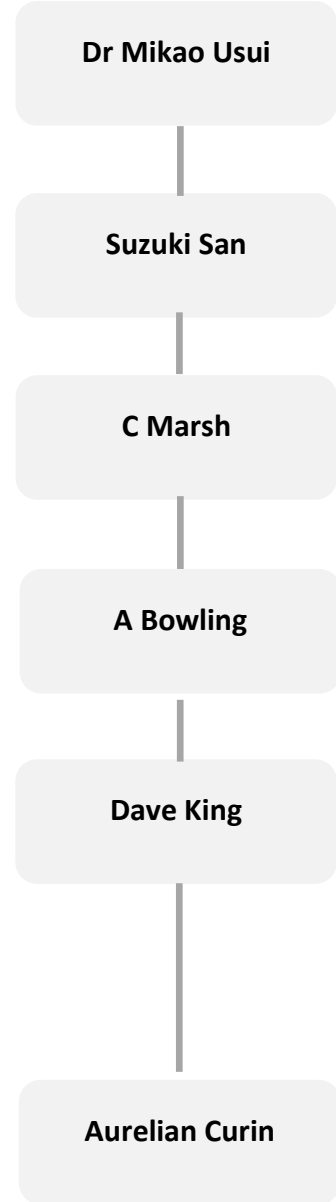 Dr Mikao Usui
Suzuki San
C Marsh
A Bowling
Dave King
Aurelian Curin